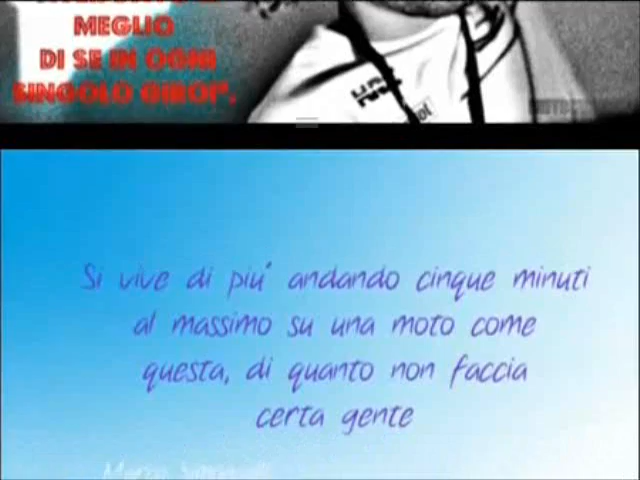 MEGLIO
DI SE IN OGNI
SINGOLO GIRO!".
Si vive di piu' andando cinque minuti
al massimo su una moto come
questa, di quanto non faccia
certa gente